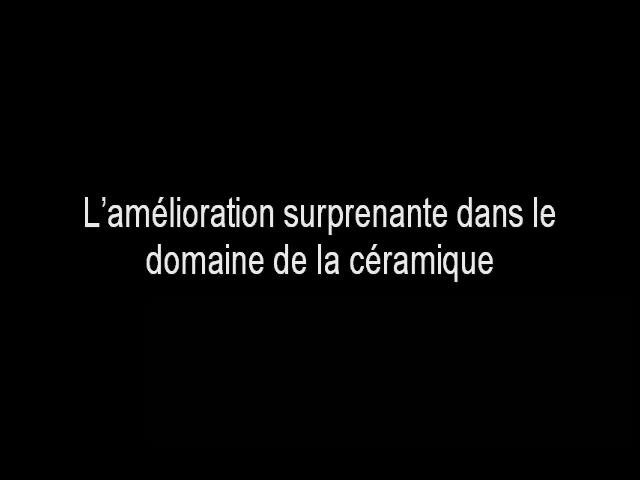 L’amélioration surprenante dans le
domaine de la céramique